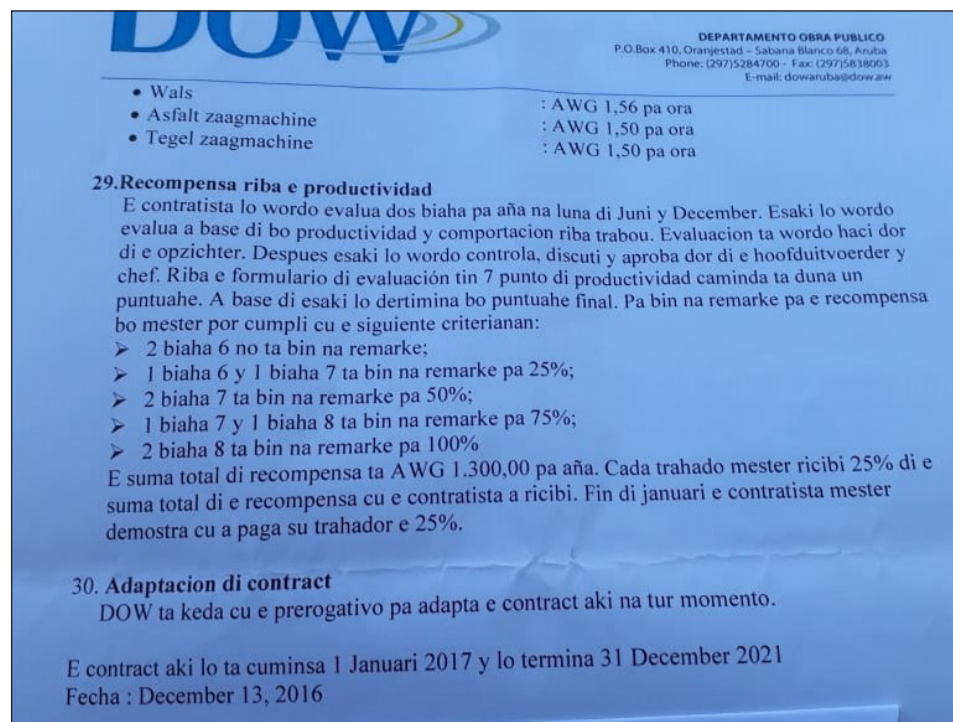 DOW
DEPARTAMENTO OBRA PUBLICO
P.O.Box 410, Oranjestad – Sabana Blanco 68, Aruba
Phone: (297)5284700 - Fax: (297)5838003
E-mail: dowaruba@dow.aw
• Wals : AWG 1,56 pa ora
• Asfalt zaagmachine : AWG 1,50 pa ora
• Tegel zaagmachine : AWG 1,50 pa ora
29.Recompensa riba e productividad
E contratista lo wordo evalua dos biaha pa aña na luna di Juni y December. Esaki lo wordo
evalua a base di bo productividad y comportacion riba trabou. Evaluacion ta wordo haci dor
di e opzichter. Despues esaki lo wordo controla, discuti y aproba dor di e hoofduitvoerder y
chef. Riba e formulario di evaluación tin 7 punto di productividad caminda ta duna un
puntuahe. A base di esaki lo dertimina bo puntuahe final. Pa bin na remarke pa e recompensa
bo mester por cumpli cu e siguiente criterianan:
➢ 2 biaha 6 no ta bin na remarke;
➢ 1 biaha 6 y 1 biaha 7 ta bin na remarke pa 25%;
➢ 2 biaha 7 ta bin na remarke pa 50%;
➢ 1 biaha 7 y 1 biaha 8 ta bin na remarke pa 75%;
➢ 2 biaha 8 ta bin na remarke pa 100%
E suma total di recompensa ta AWG 1.300,00 pa aña. Cada trahado mester ricibi 25% di e
suma total di e recompensa cu e contratista a ricibi. Fin di januari e contratista mester
demostra cu a paga su trahador e 25%.
30. Adaptacion di contract
DOW ta keda cu e prerogativo pa adapta e contract aki na tur momento.
E contract aki lo ta cuminsa 1 Januari 2017 y lo termina 31 December 2021
Fecha : December 13, 2016